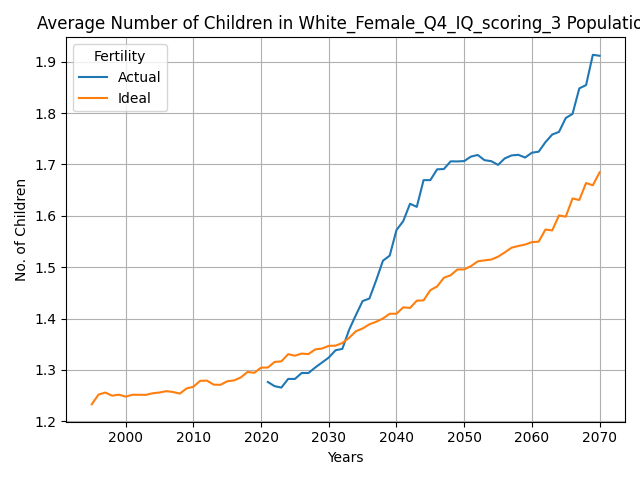 Average Number of Children in White_Female_Q4_IQ_scoring_3 Populatio
Fertility
Actual
Ideal
1.9
1.8
1.7
1.6
1.5
1.4
1.3
1.2
No. of Children
2000 2010 2020 2030 2040 2050 2060 2070
Years